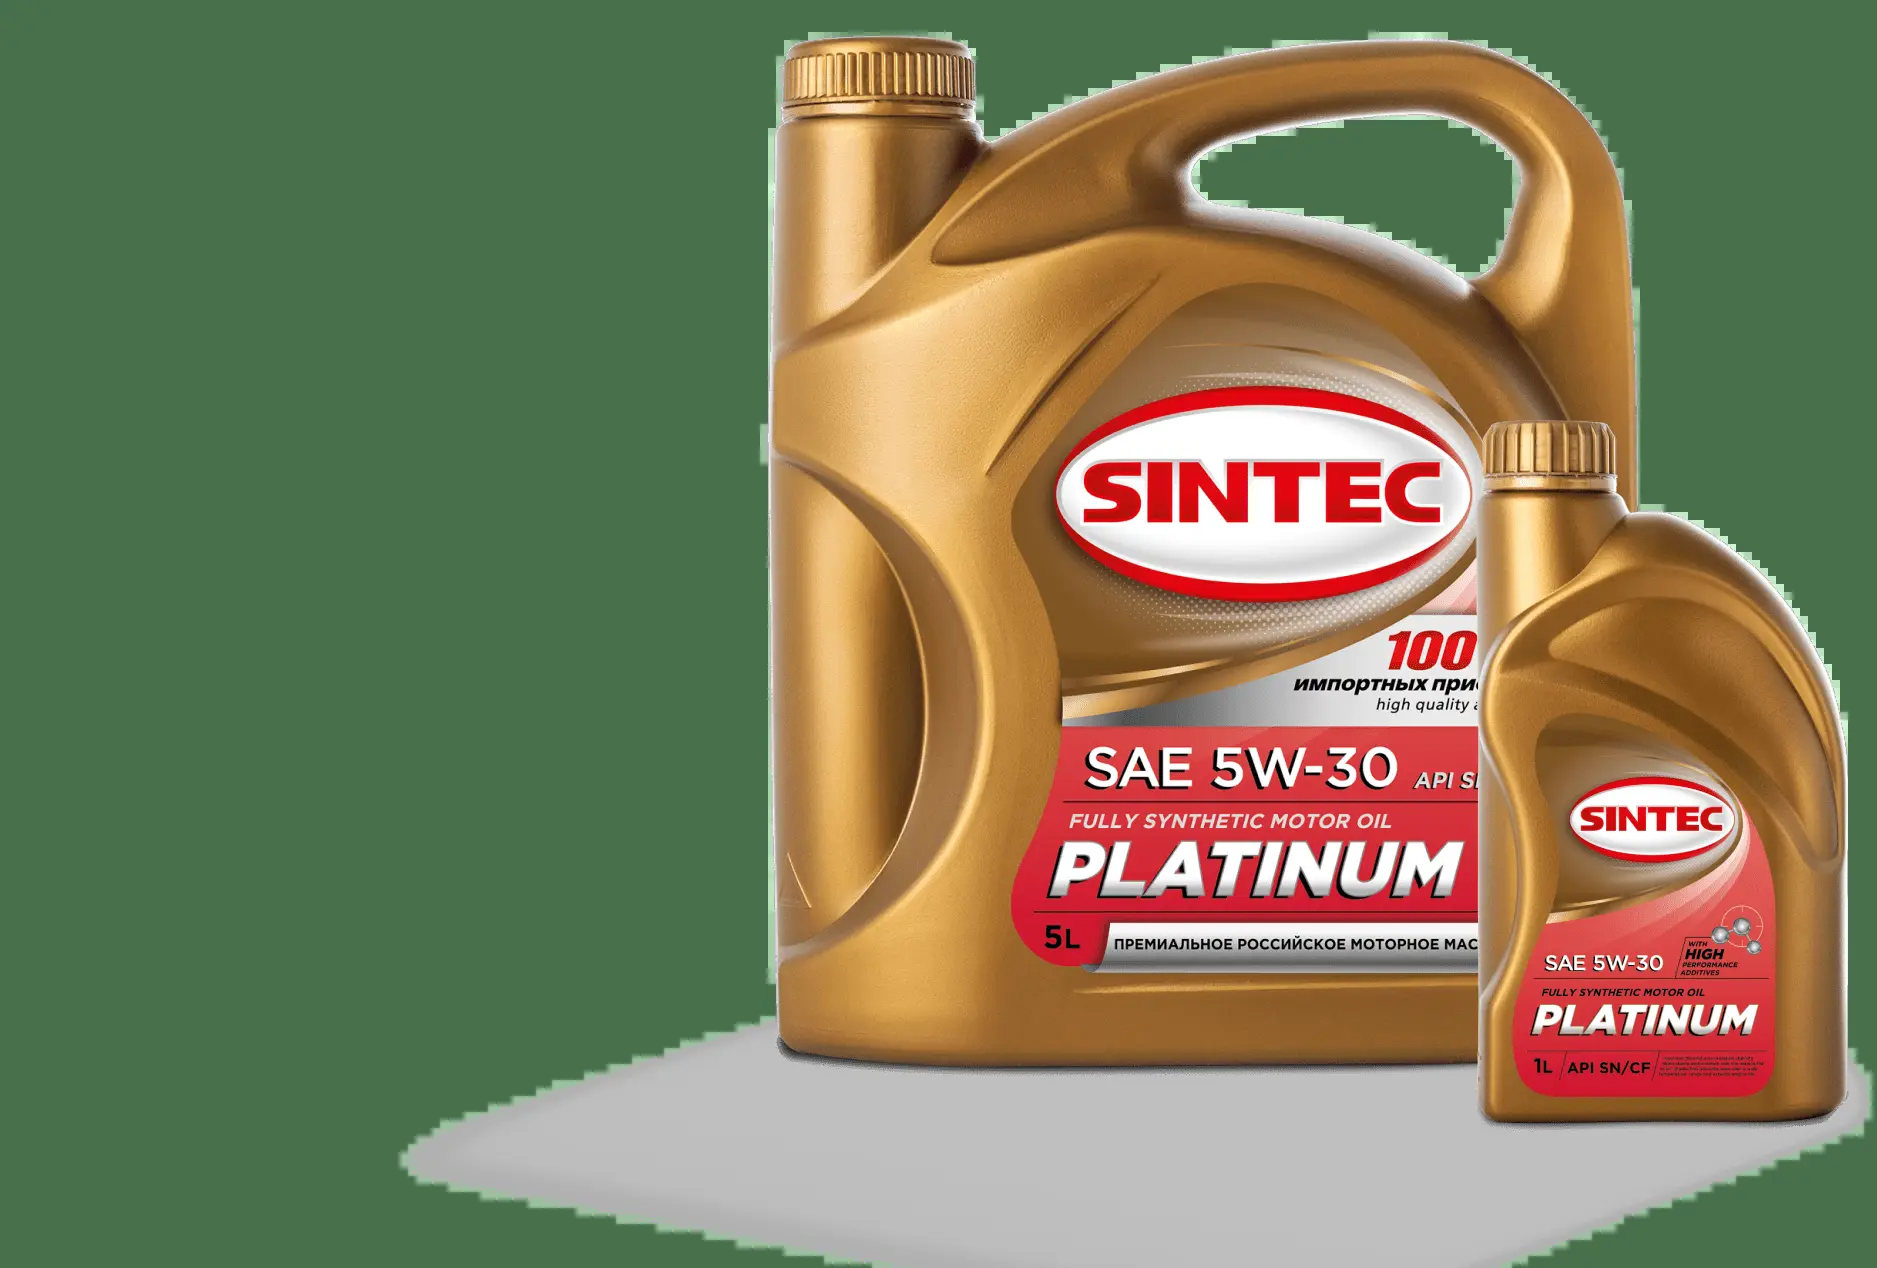 SINTEC
100
импортных
high quality
SAE 5W-30 API
FULLY SYNTHETIC MOTOR OIL
PLATINUM
5L
ПРЕМИАЛЬНОЕ РОССИЙСКОЕ МОТОРНОЕ
SINTEC
WITH
HIGH
PERFORMANCE
ADDITIVES
SAE 5W-30
FULLY SYNTHETIC MOTOR OIL
PLATINUM
1L API SN/CF